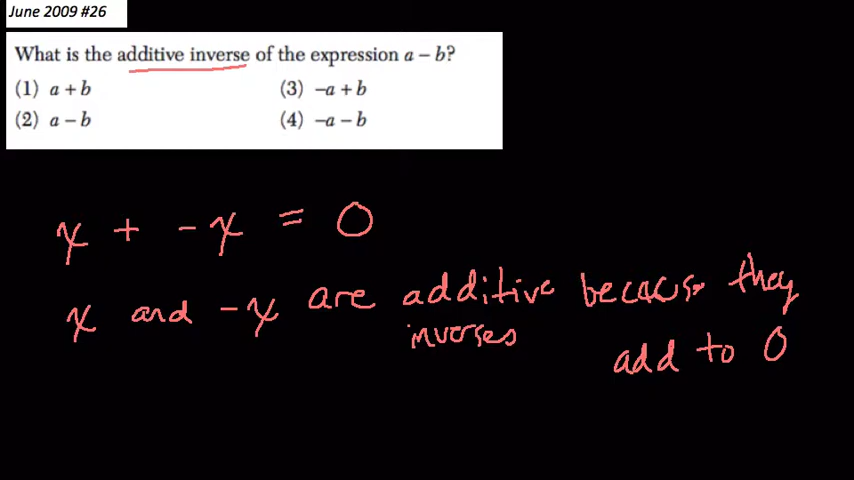 June 2009 #26
What is the additive inverse of the expression a – b?
(1) a + b (3) –a + b
(2) a – b (4) –a – b
x + -x = 0
x and -x are additive because they
inverses add to 0